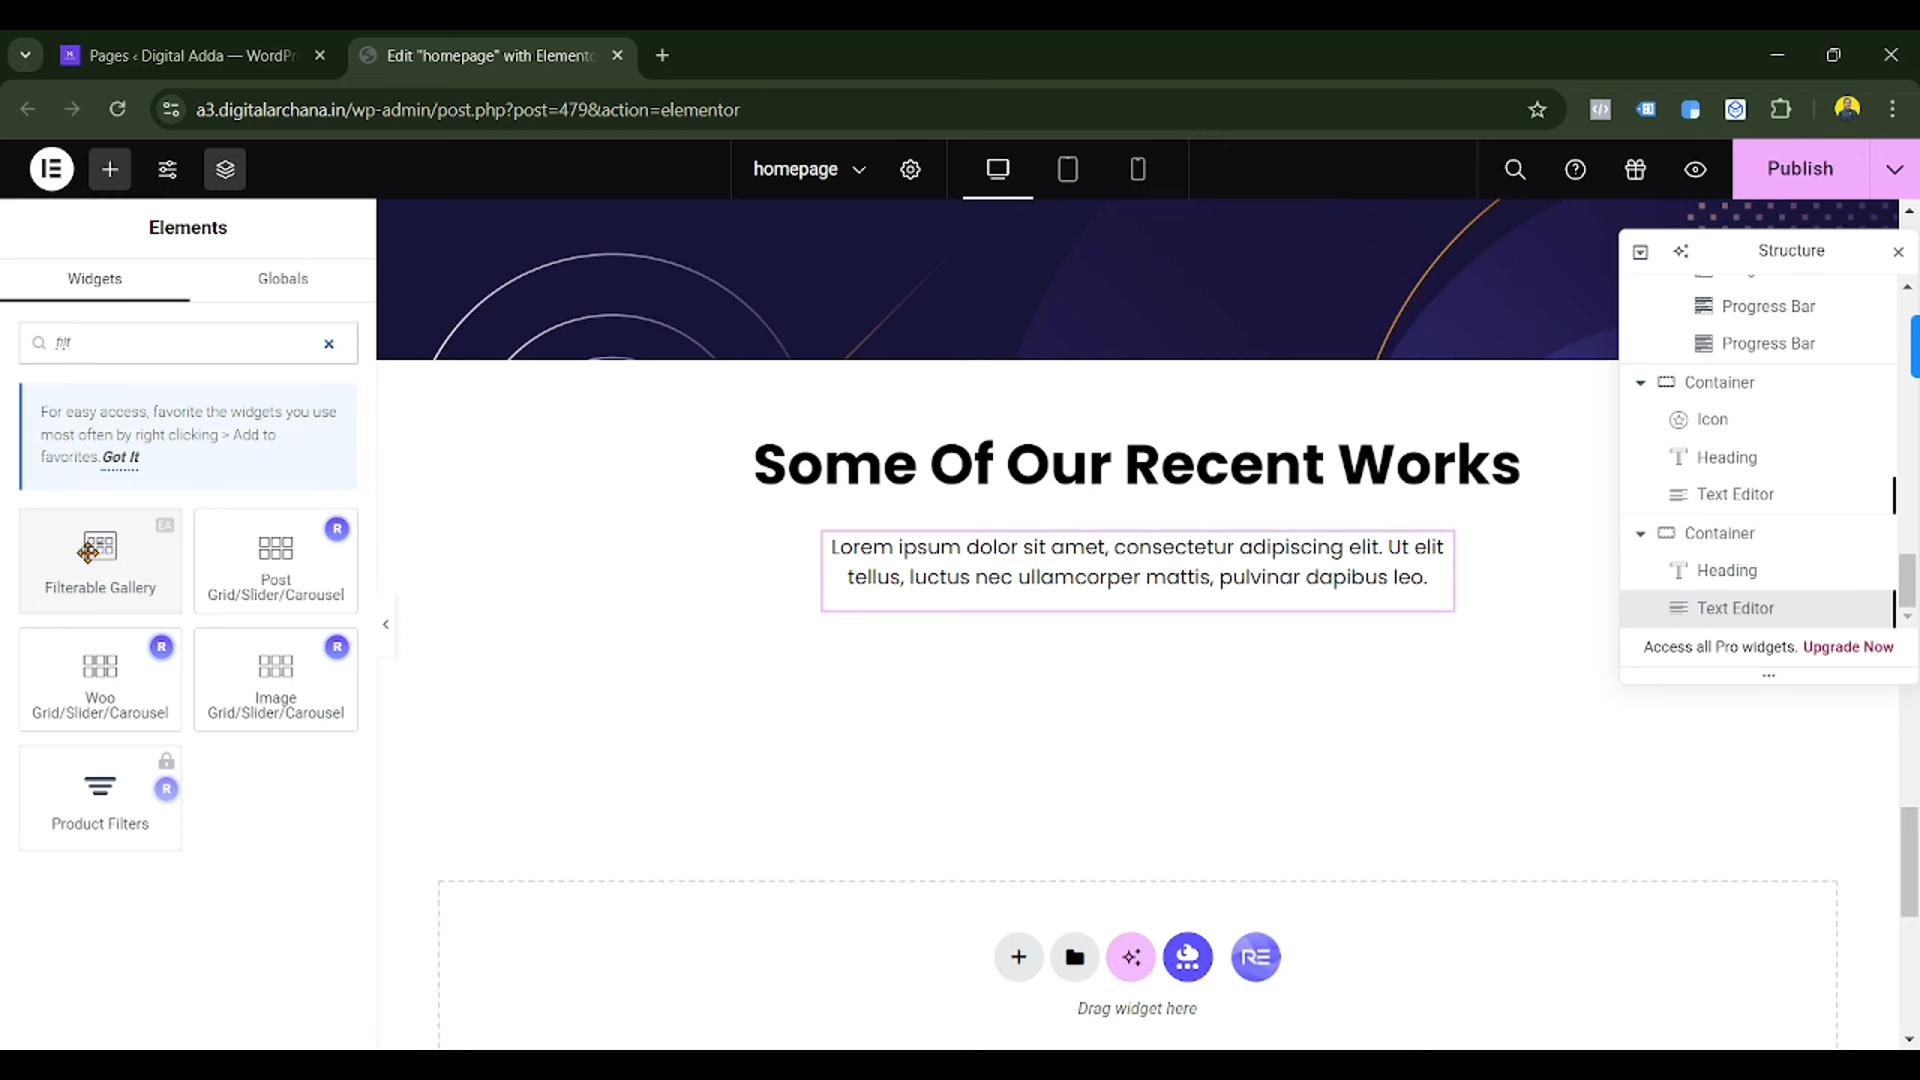 Pages ‹ Digital Adda — WordPr
Edit "homepage" with Elemento
a3.digitalarchana.in/wp-admin/post.php?post=479&action=elementor
homepage
Publish
Elements
Widgets
Globals
filt
For easy access, favorite the widgets you use
most often by right clicking > Add to
favorites. Got It
EA
Filterable Gallery
R
Post
Grid/Slider/Carousel
R
Woo
Grid/Slider/Carousel
R
Image
Grid/Slider/Carousel
R
Product Filters
Some Of Our Recent Works
Lorem ipsum dolor sit amet, consectetur adipiscing elit. Ut elit
tellus, luctus nec ullamcorper mattis, pulvinar dapibus leo.
RE
Drag widget here
Structure
Progress Bar
Progress Bar
Container
Icon
Heading
Text Editor
Container
Heading
Text Editor
Access all Pro widgets. Upgrade Now